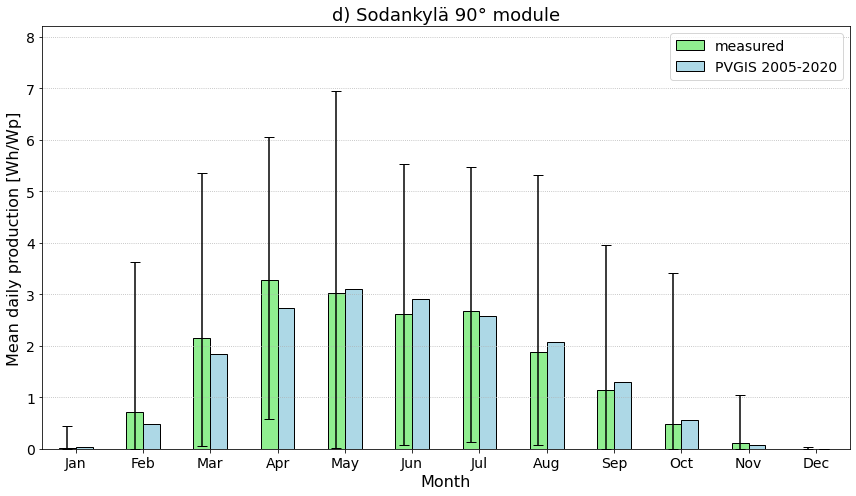 d) Sodankylä 90° module
measured
PVGIS 2005-2020
Mean daily production [Wh/Wp]
8
7
6
5
4
3
2
1
0
Jan Feb Mar Apr May Jun Jul Aug Sep Oct Nov Dec
Month